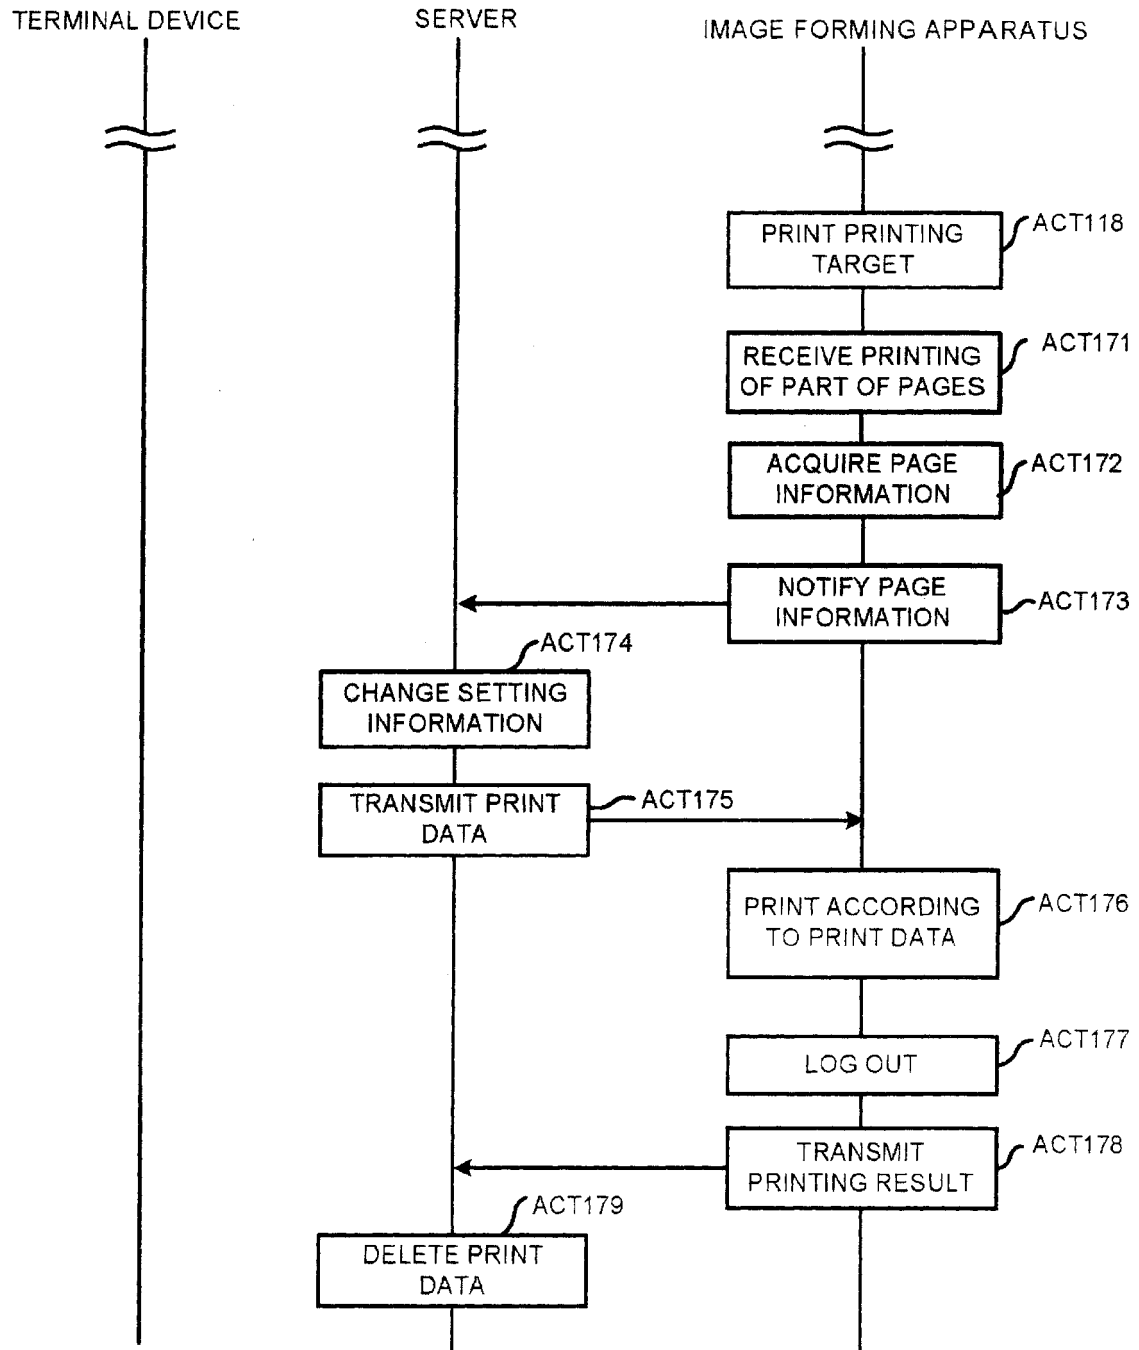 TERMINAL DEVICE
SERVER
IMAGE FORMING APPARATUS
PRINT PRINTING
TARGET
ACT118
RECEIVE PRINTING
OF PART OF PAGES
ACT171
ACQUIRE PAGE
INFORMATION
ACT172
NOTIFY PAGE
INFORMATION
ACT173
ACT174
CHANGE SETTING
INFORMATION
TRANSMIT PRINT
DATA
ACT175
PRINT ACCORDING
TO PRINT DATA
ACT176
LOG OUT
ACT177
TRANSMIT
PRINTING RESULT
ACT178
ACT179
DELETE PRINT
DATA